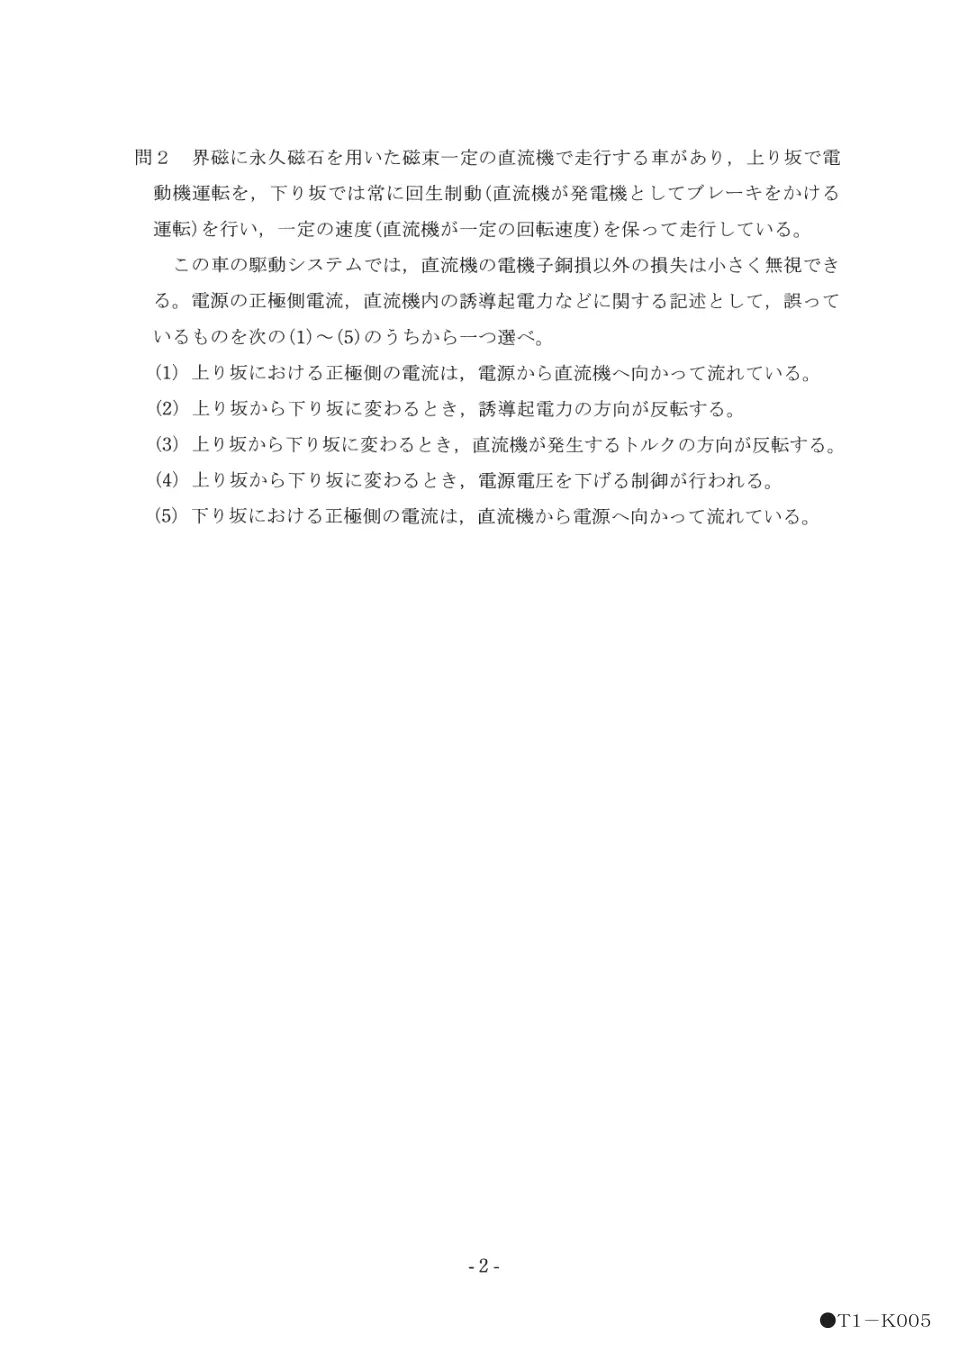 問２　界磁に永久磁石を用いた磁束一定の直流機で走行する車があり，上り坂で電
動機運転を，下り坂では常に回生制動(直流機が発電機としてブレーキをかける
運転)を行い，一定の速度(直流機が一定の回転速度)を保って走行している。
この車の駆動システムでは，直流機の電機子銅損以外の損失は小さく無視でき
る。電源の正極側電流，直流機内の誘導起電力などに関する記述として，誤って
いるものを次の(1)～(5)のうちから一つ選べ。
(1) 上り坂における正極側の電流は，電源から直流機へ向かって流れている。
(2) 上り坂から下り坂に変わるとき，誘導起電力の方向が反転する。
(3) 上り坂から下り坂に変わるとき，直流機が発生するトルクの方向が反転する。
(4) 上り坂から下り坂に変わるとき，電源電圧を下げる制御が行われる。
(5) 下り坂における正極側の電流は，直流機から電源へ向かって流れている。
- 2 -
●T1－K005